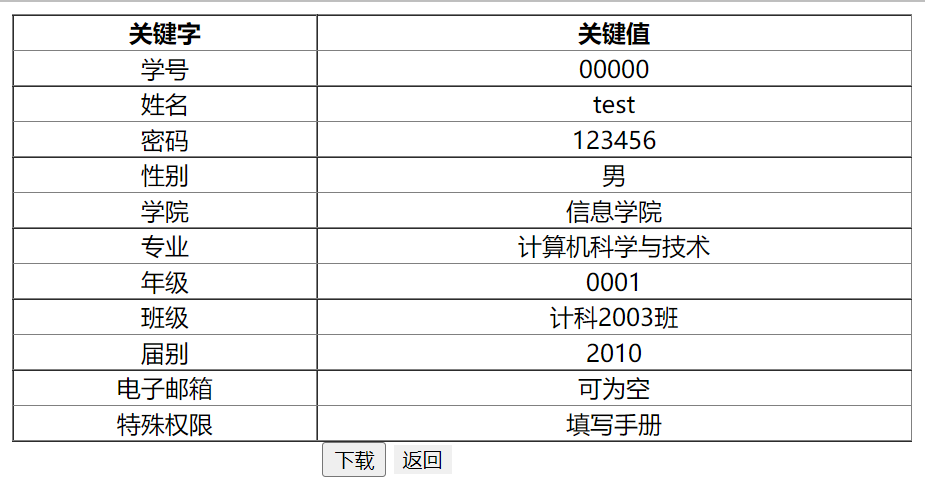 关键字 关键值
学号 00000
姓名 test
密码 123456
性别 男
学院 信息学院
专业 计算机科学与技术
年级 0001
班级 计科2003班
届别 2010
电子邮箱 可为空
特殊权限 填写手册
下载 返回